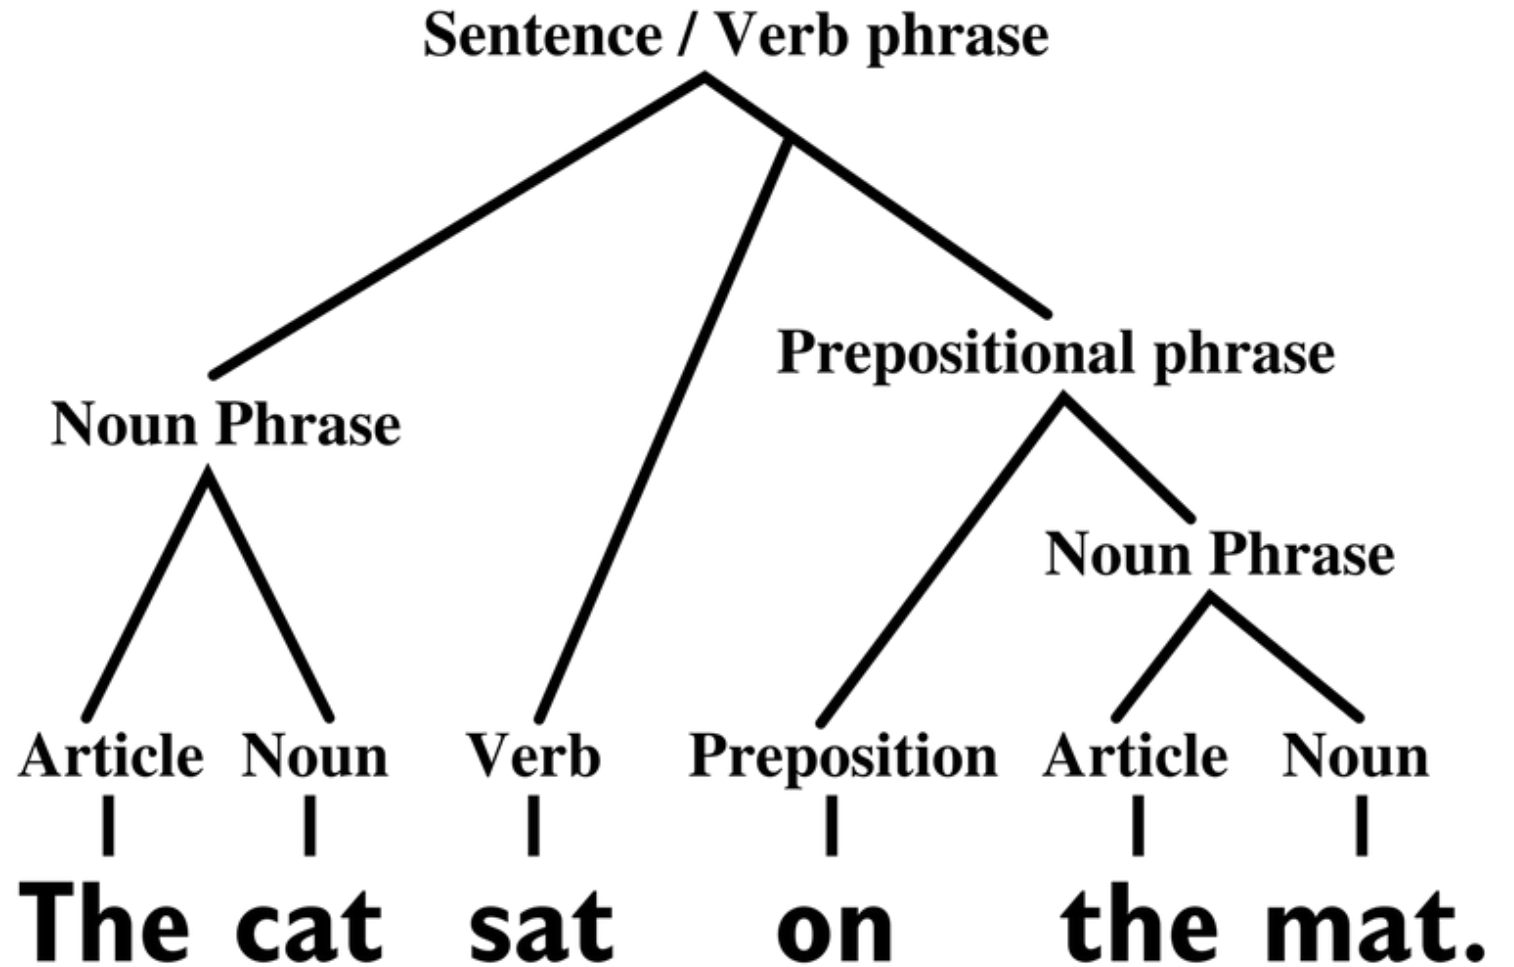 Sentence / Verb phrase
Prepositional phrase
Noun Phrase
Noun Phrase
Article Noun Verb Preposition Article Noun
The cat sat on the mat.